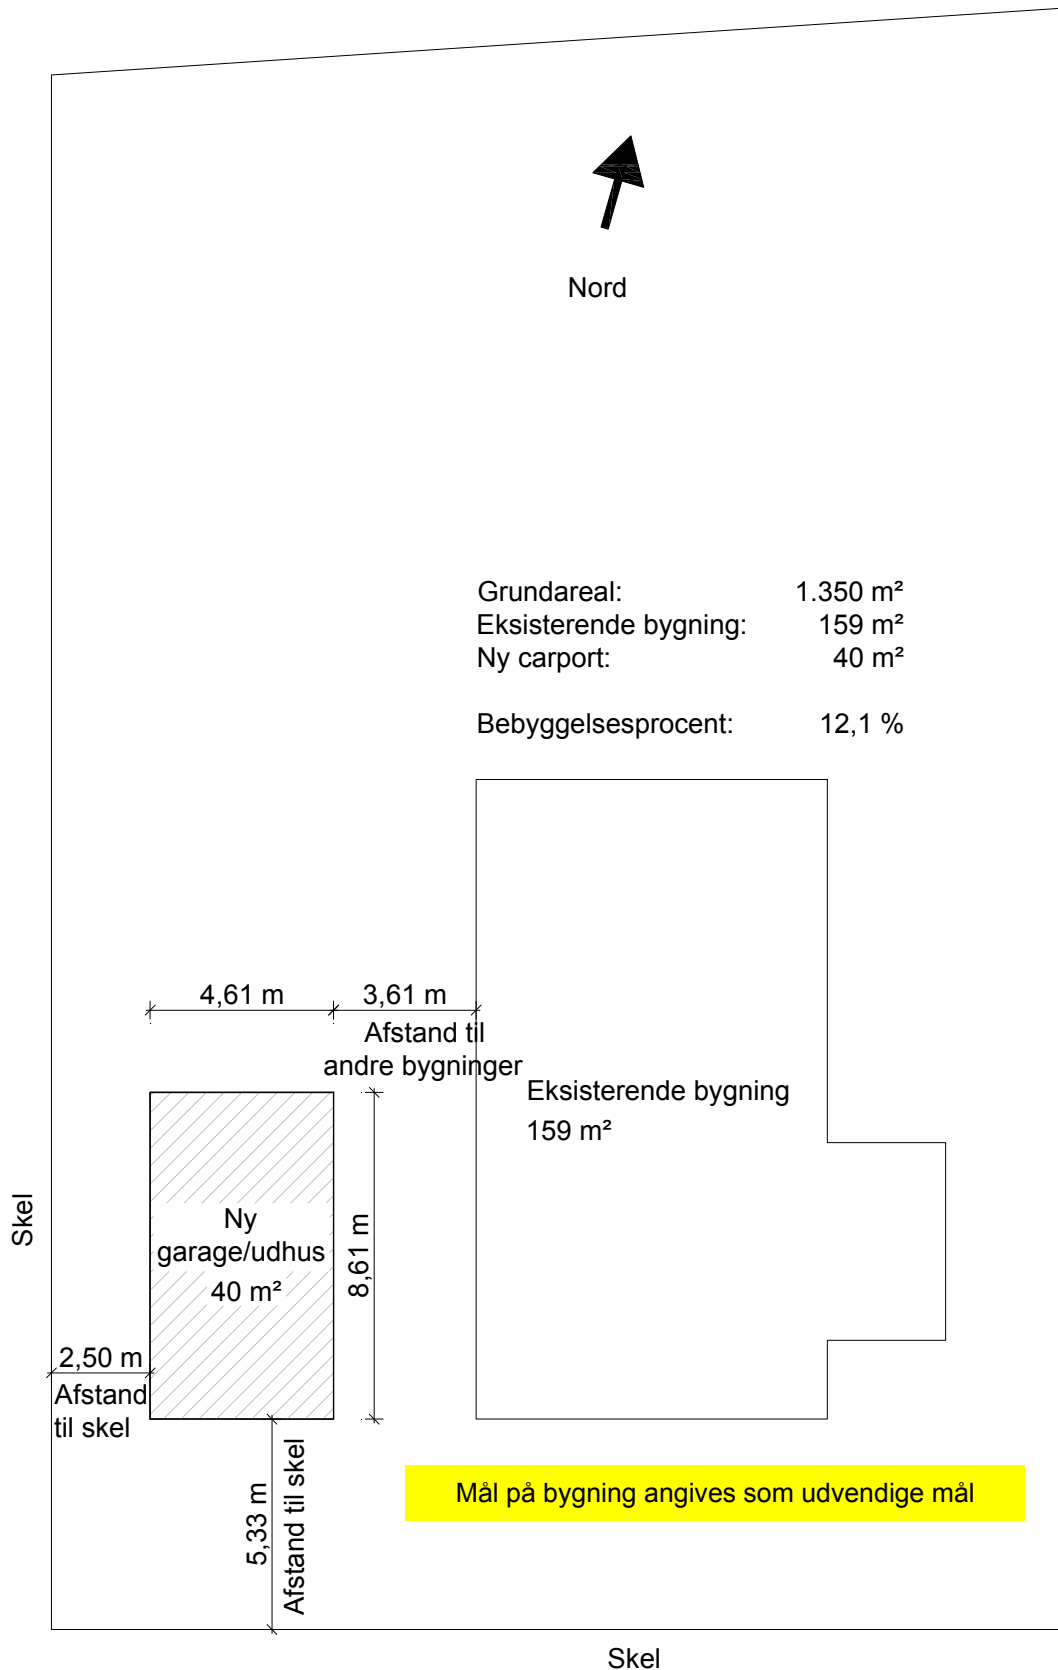 Nord
Grundareal: 1.350 m²
Eksisterende bygning: 159 m²
Ny carport: 40 m²
Bebyggelsesprocent: 12,1 %
4,61 m
3,61 m
Afstand til
andre bygninger
Eksisterende bygning
159 m²
Skel
Ny
garage/udhus
40 m²
8,61 m
2,50 m
Afstand
til skel
5,33 m
Afstand til skel
Mål på bygning angives som udvendige mål
Skel